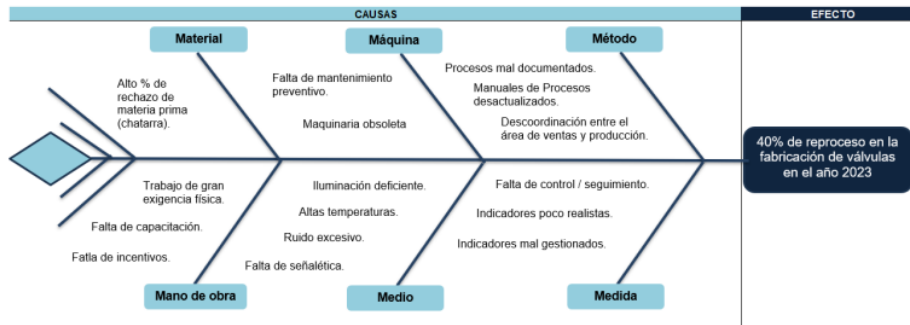 CAUSAS
EFECTO
Material
Máquina
Método
Alto % de
rechazo de
materia prima
(chatarra).
Falta de mantenimiento
preventivo.
Maquinaria obsoleta
Procesos mal documentados.
Manuales de Procesos
desactualizados.
Descoordinación entre el
área de ventas y producción.
40% de reproceso en la
fabricación de válvulas
en el año 2023
Trabajo de gran
exigencia física.
Falta de capacitación.
Fatla de incentivos.
Iluminación deficiente.
Altas temperaturas.
Ruido excesivo.
Falta de señalética.
Falta de control / seguimiento.
Indicadores poco realistas.
Indicadores mal gestionados.
Mano de obra
Medio
Medida